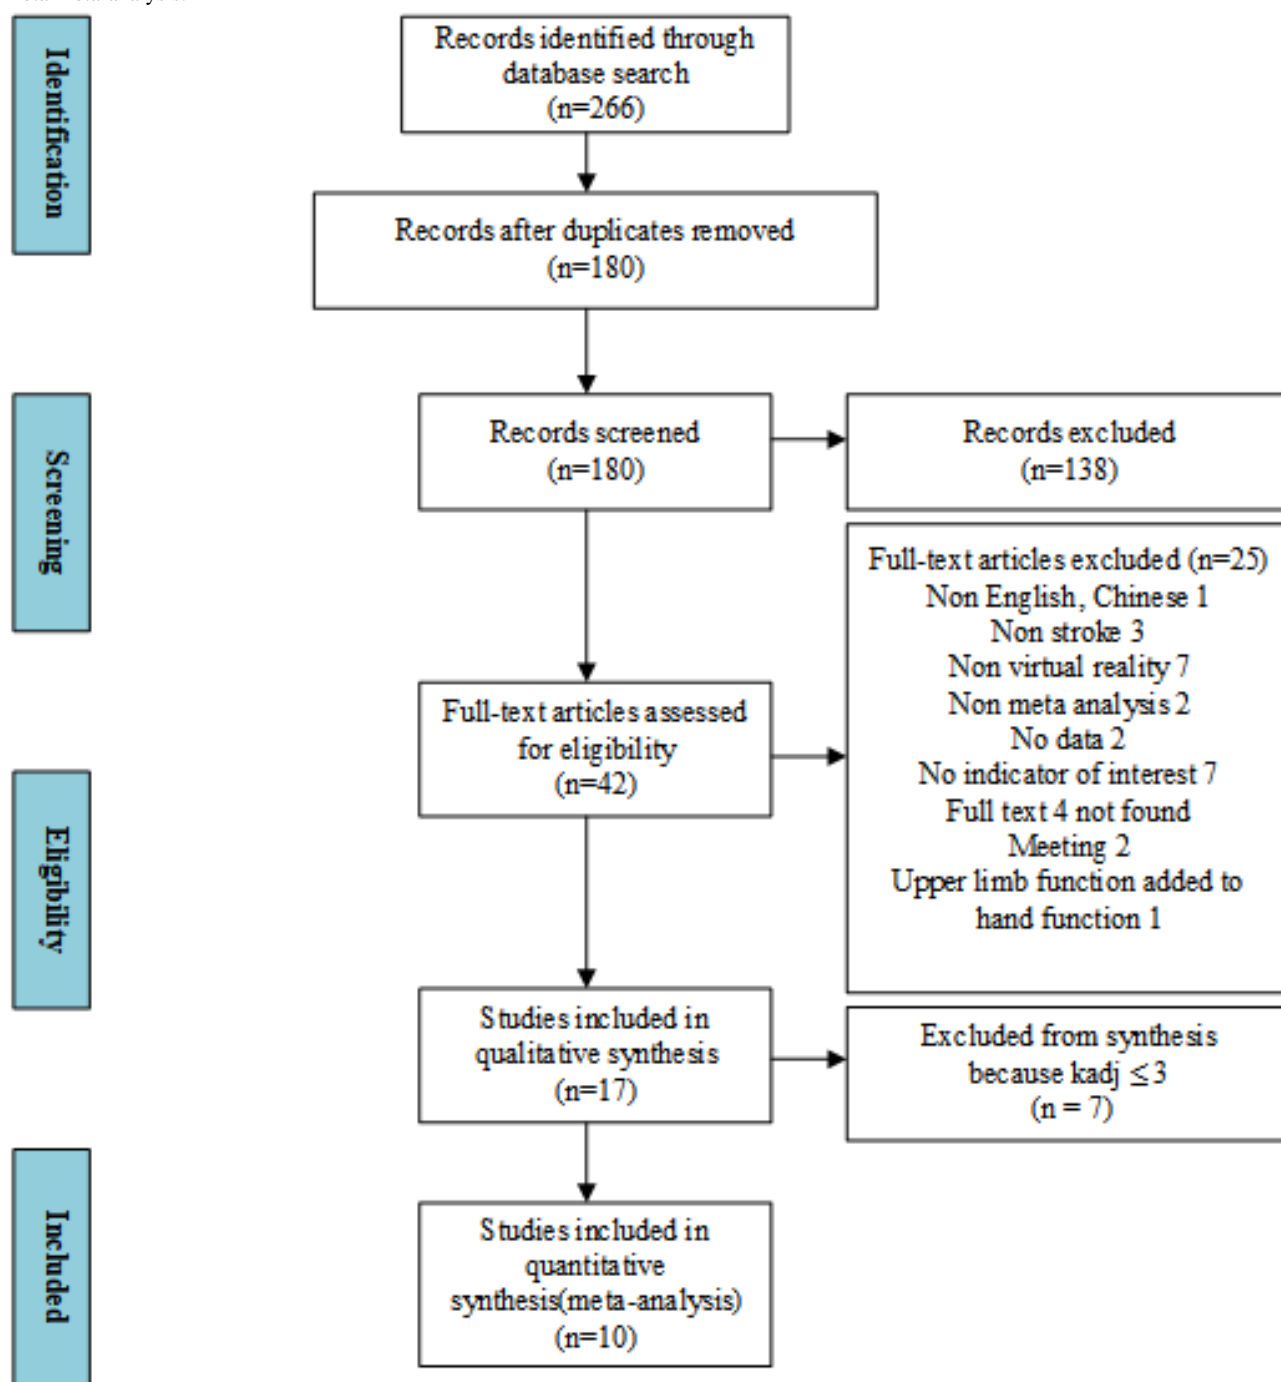 Identification
Records identified through
database search
(n=266)
Records after duplicates removed
(n=180)
Screening
Records screened
(n=180)
Records excluded
(n=138)
Full-text articles excluded (n=25)
Non English, Chinese 1
Non stroke 3
Non virtual reality 7
Non meta analysis 2
No data 2
No indicator of interest 7
Full text 4 not found
Meeting 2
Upper limb function added to
hand function 1
Full-text articles assessed
for eligibility
(n=42)
Eligibility
Studies included in
qualitative synthesis
(n=17)
Excluded from synthesis
because kadj ≤ 3
(n = 7)
Included
Studies included in
quantitative
synthesis(meta-analysis)
(n=10)